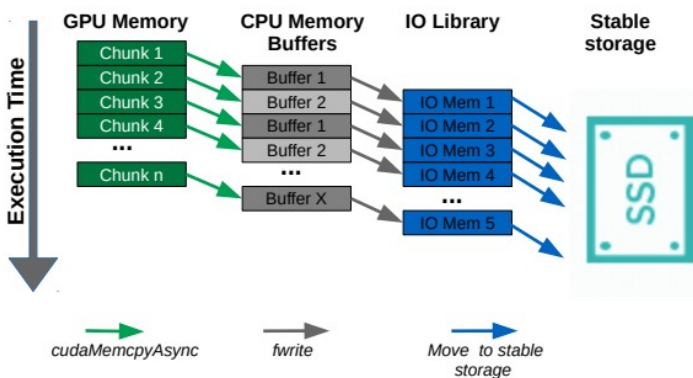 GPU Memory
CPU Memory
Buffers
IO Library
Stable
storage
Execution Time
Chunk 1
Chunk 2
Chunk 3
Chunk 4
...
Chunk n
Buffer 1
Buffer 2
Buffer 1
Buffer 2
...
Buffer X
IO Mem 1
IO Mem 2
IO Mem 3
IO Mem 4
...
IO Mem 5
SSD
cudaMemcpyAsync
fwrite
Move to stable
storage